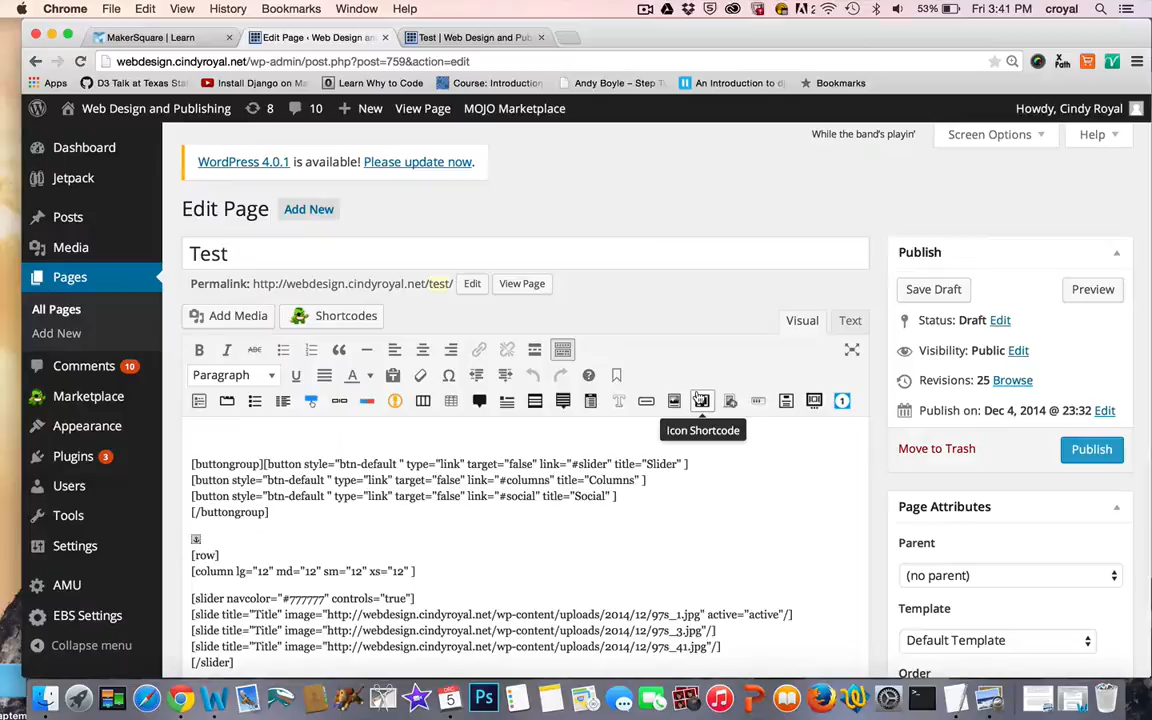 Chrome File Edit View History Bookmarks Window Help 53% Fri 3:41 PM croyal
MakerSquare | Learn
Edit Page ‹ Web Design an
Test | Web Design and Pub
webdesign.cindyroyal.net/wp-admin/post.php?post=759&action=edit
Apps D3 Talk at Texas Sta Install Django on Ma Learn Why to Code Course: Introduction Andy Boyle – Step T An Introduction to d Bookmarks
Web Design and Publishing 8 10 New View Page MOJO Marketplace Howdy, Cindy Royal
Dashboard
Jetpack
Posts
Media
Pages
All Pages
Add New
Comments 10
Marketplace
Appearance
Plugins 3
Users
Tools
Settings
AMU
EBS Settings
Collapse menu
While the band's playin'
Screen Options
Help
WordPress 4.0.1 is available! Please update now.
Edit Page Add New
Test
Permalink: http://webdesign.cindyroyal.net/test/ Edit View Page
Add Media Shortcodes
Visual Text
B I ABC
Paragraph U A
Icon Shortcode
[buttongroup][button style="btn-default " type="link" target="false" link="#slider" title="Slider" ]
[button style="btn-default " type="link" target="false" link="#columns" title="Columns" ]
[button style="btn-default " type="link" target="false" link="#social" title="Social" ]
[/buttongroup]
[row]
[column lg="12" md="12" sm="12" xs="12" ]
[slider navcolor="#777777" controls="true"]
[slide title="Title" image="http://webdesign.cindyroyal.net/wp-content/uploads/2014/12/97s_1.jpg" active="active"/]
[slide title="Title" image="http://webdesign.cindyroyal.net/wp-content/uploads/2014/12/97s_3.jpg"/]
[slide title="Title" image="http://webdesign.cindyroyal.net/wp-content/uploads/2014/12/97s_41.jpg"/]
[/slider]
Publish
Save Draft Preview
Status: Draft Edit
Visibility: Public Edit
Revisions: 25 Browse
Publish on: Dec 4, 2014 @ 23:32 Edit
Move to Trash Publish
Page Attributes
Parent
(no parent)
Template
Default Template
Order